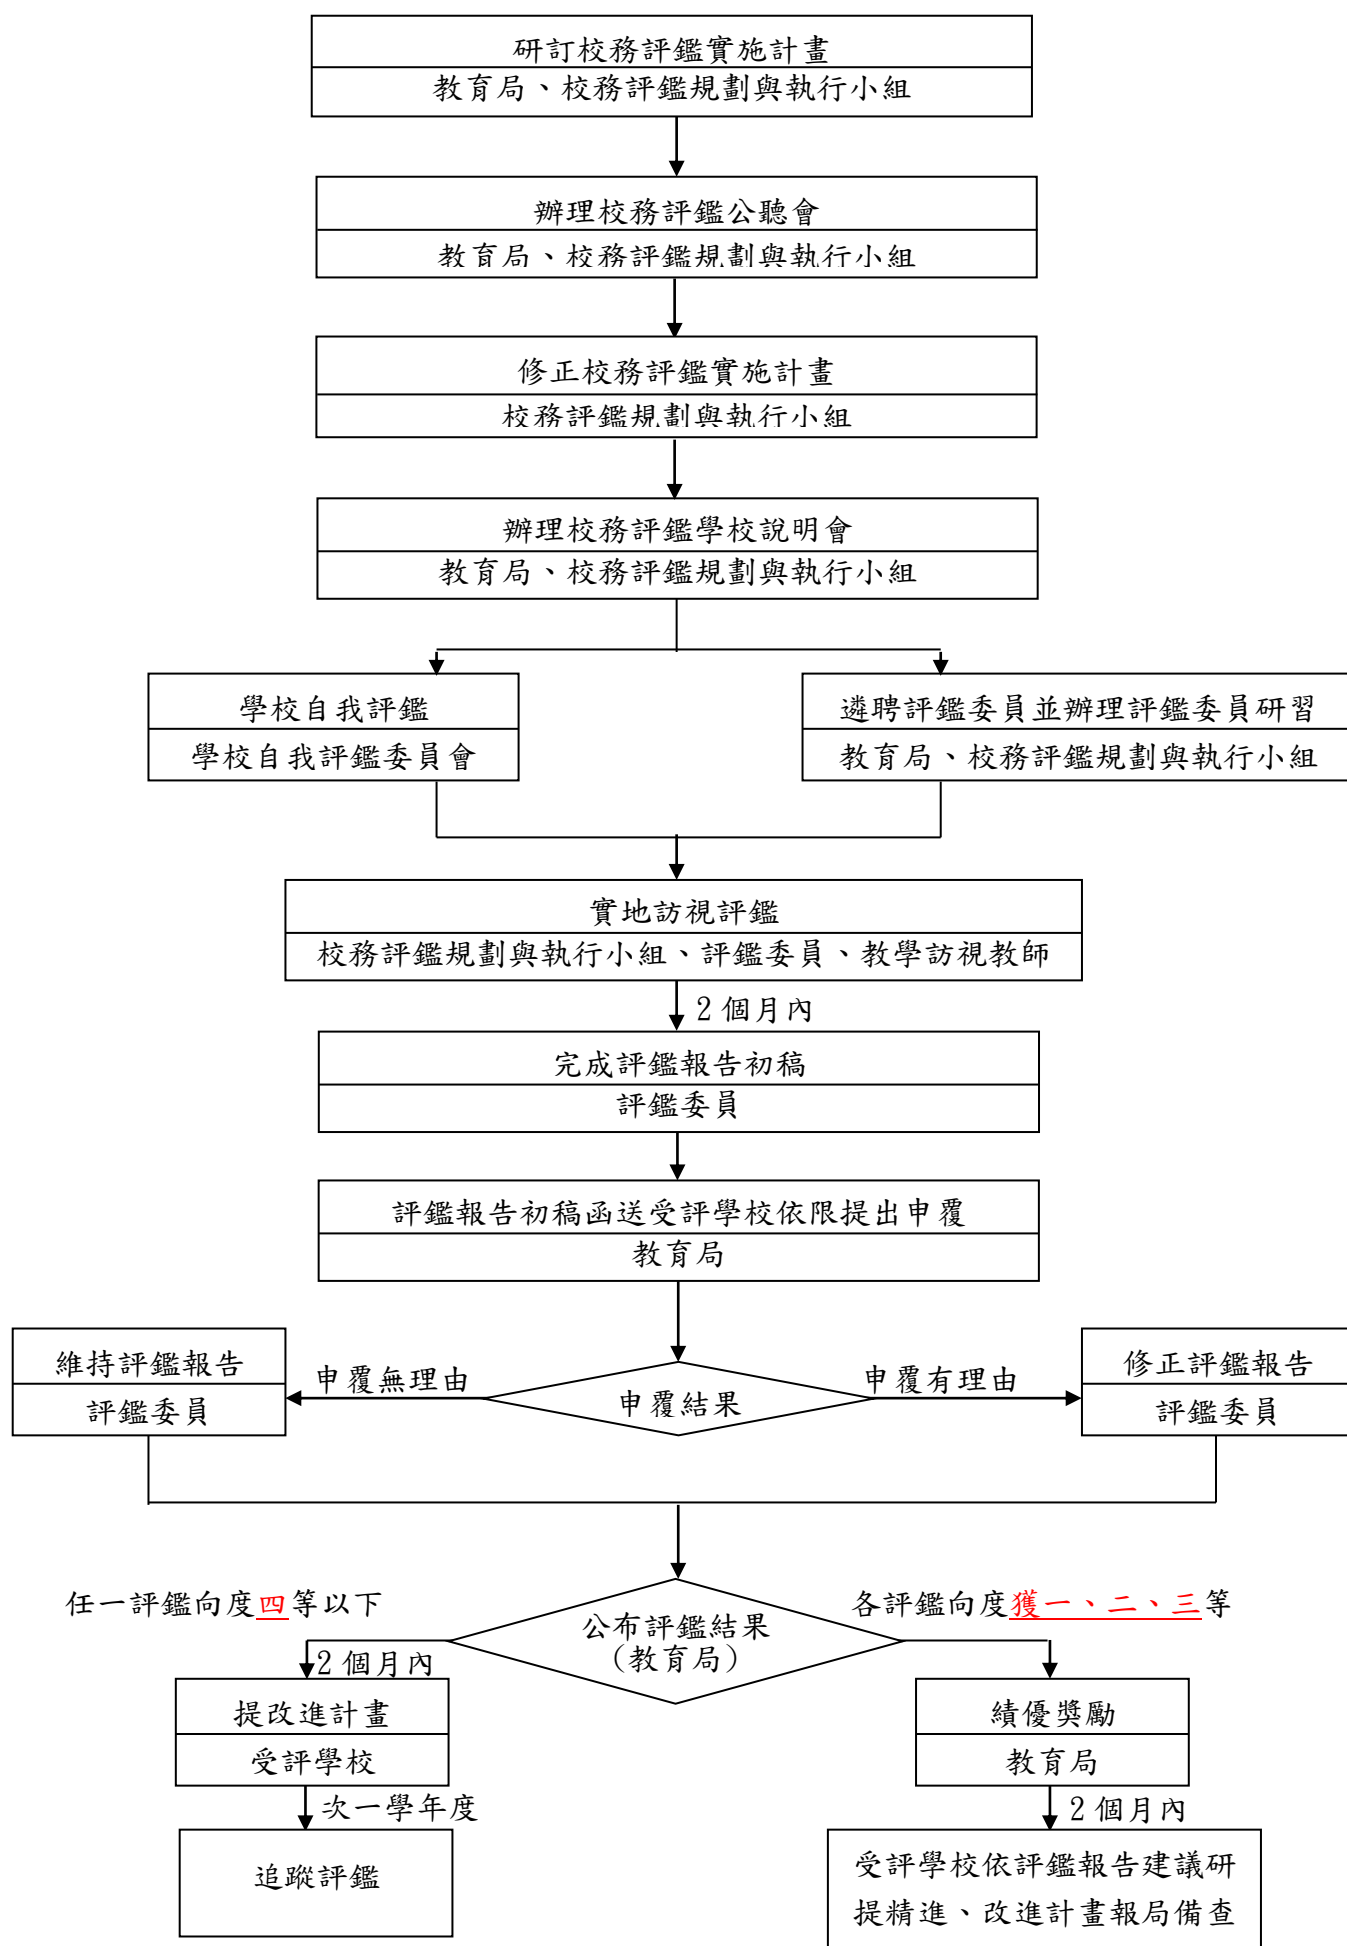 研訂校務評鑑實施計畫
教育局、校務評鑑規劃與執行小組
辦理校務評鑑公聽會
教育局、校務評鑑規劃與執行小組
修正校務評鑑實施計畫
校務評鑑規劃與執行小組
辦理校務評鑑學校說明會
教育局、校務評鑑規劃與執行小組
學校自我評鑑
學校自我評鑑委員會
遴聘評鑑委員並辦理評鑑委員研習
教育局、校務評鑑規劃與執行小組
實地訪視評鑑
校務評鑑規劃與執行小組、評鑑委員、教學訪視教師
2個月內
完成評鑑報告初稿
評鑑委員
評鑑報告初稿函送受評學校依限提出申覆
教育局
維持評鑑報告
評鑑委員
申覆無理由
申覆結果
申覆有理由
修正評鑑報告
評鑑委員
任一評鑑向度四等以下
公布評鑑結果
（教育局）
各評鑑向度獲一、二、三等
2個月內
提改進計畫
受評學校
次一學年度
追蹤評鑑
績優獎勵
教育局
2個月內
受評學校依評鑑報告建議研
提精進、改進計畫報局備查